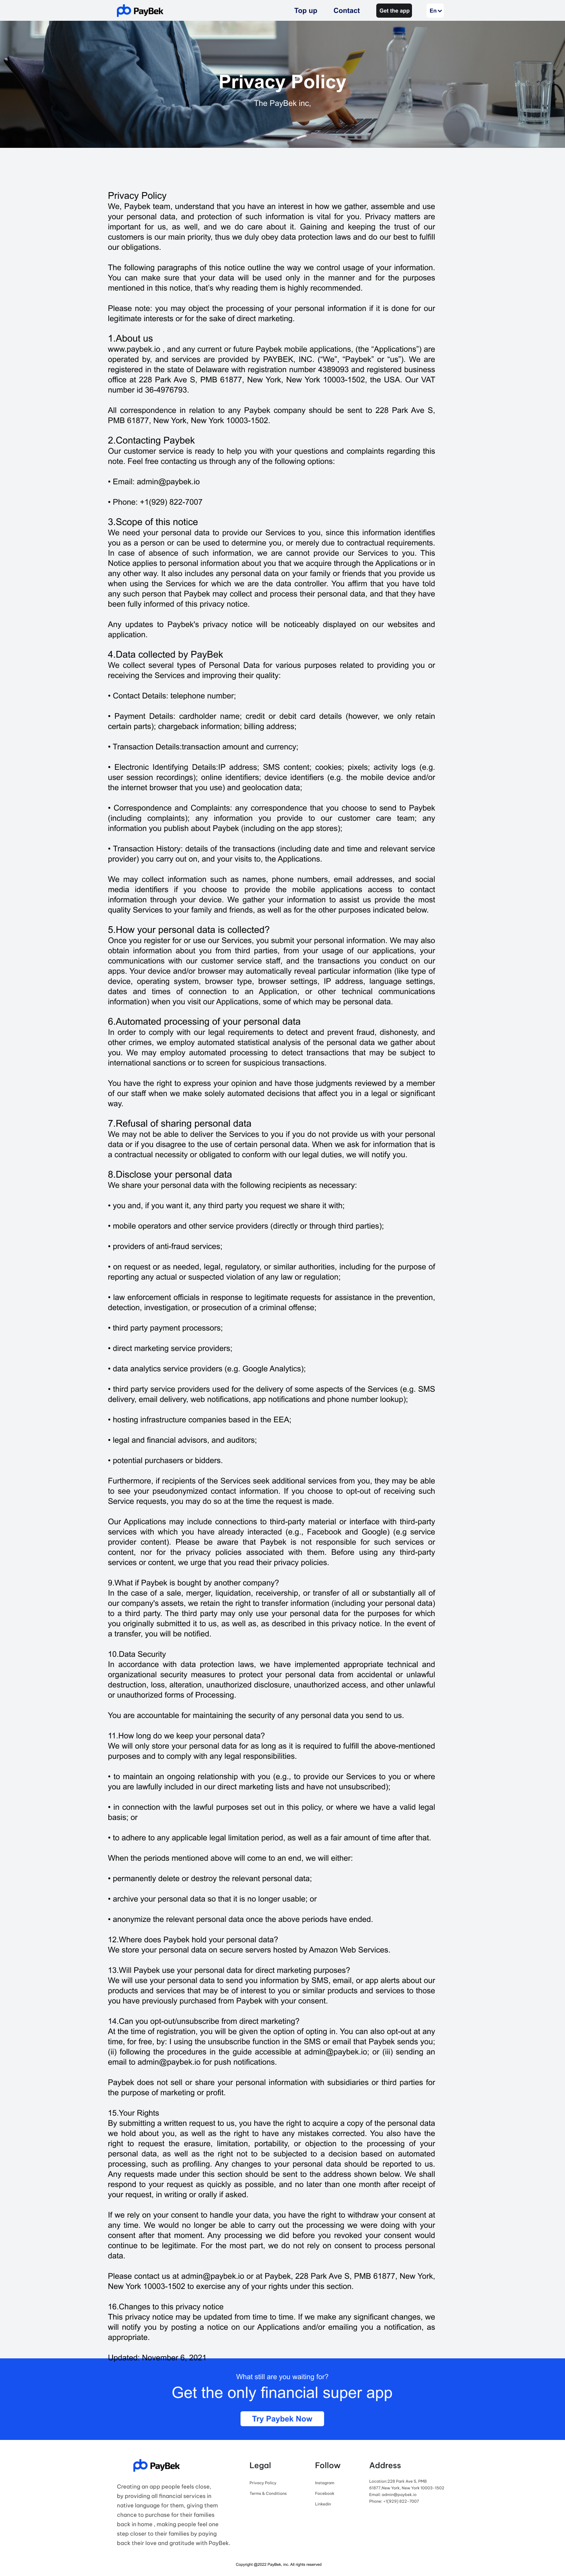 PayBek
Top up
Contact
Get the app
En
Privacy Policy
The PayBek inc,
Privacy Policy
We, Paybek team, understand that you have an interest in how we gather, assemble and use
your personal data, and protection of such information is vital for you. Privacy matters are
important for us, as well, and we do care about it. Gaining and keeping the trust of our
customers is our main priority, thus we duly obey data protection laws and do our best to fulfill
our obligations.
The following paragraphs of this notice outline the way we control usage of your information.
You can make sure that your data will be used only in the manner and for the purposes
mentioned in this notice, that's why reading them is highly recommended.
Please note: you may object the processing of your personal information if it is done for our
legitimate interests or for the sake of direct marketing.
1.About us
www.paybek.io , and any current or future Paybek mobile applications, (the “Applications”) are
operated by, and services are provided by PAYBEK, INC. (“We”, “Paybek” or “us”). We are
registered in the state of Delaware with registration number 4389093 and registered business
office at 228 Park Ave S, PMB 61877, New York, New York 10003-1502, the USA. Our VAT
number id 36-4976793.
All correspondence in relation to any Paybek company should be sent to 228 Park Ave S,
PMB 61877, New York, New York 10003-1502.
2.Contacting Paybek
Our customer service is ready to help you with your questions and complaints regarding this
note. Feel free contacting us through any of the following options:
• Email: admin@paybek.io
• Phone: +1(929) 822-7007
3.Scope of this notice
We need your personal data to provide our Services to you, since this information identifies
you as a person or can be used to determine you, or merely due to contractual requirements.
In case of absence of such information, we are cannot provide our Services to you. This
Notice applies to personal information about you that we acquire through the Applications or in
any other way. It also includes any personal data on your family or friends that you provide us
when using the Services for which we are the data controller. You affirm that you have told
any such person that Paybek may collect and process their personal data, and that they have
been fully informed of this privacy notice.
Any updates to Paybek's privacy notice will be noticeably displayed on our websites and
application.
4.Data collected by PayBek
We collect several types of Personal Data for various purposes related to providing you or
receiving the Services and improving their quality:
• Contact Details: telephone number;
• Payment Details: cardholder name; credit or debit card details (however, we only retain
certain parts); chargeback information; billing address;
• Transaction Details:transaction amount and currency;
• Electronic Identifying Details:IP address; SMS content; cookies; pixels; activity logs (e.g.
user session recordings); online identifiers; device identifiers (e.g. the mobile device and/or
the internet browser that you use) and geolocation data;
• Correspondence and Complaints: any correspondence that you choose to send to Paybek
(including complaints); any information you provide to our customer care team; any
information you publish about Paybek (including on the app stores);
• Transaction History: details of the transactions (including date and time and relevant service
provider) you carry out on, and your visits to, the Applications.
We may collect information such as names, phone numbers, email addresses, and social
media identifiers if you choose to provide the mobile applications access to contact
information through your device. We gather your information to assist us provide the most
quality Services to your family and friends, as well as for the other purposes indicated below.
5.How your personal data is collected?
Once you register for or use our Services, you submit your personal information. We may also
obtain information about you from third parties, from your usage of our applications, your
communications with our customer service staff, and the transactions you conduct on our
apps. Your device and/or browser may automatically reveal particular information (like type of
device, operating system, browser type, browser settings, IP address, language settings,
dates and times of connection to an Application, or other technical communications
information) when you visit our Applications, some of which may be personal data.
6.Automated processing of your personal data
In order to comply with our legal requirements to detect and prevent fraud, dishonesty, and
other crimes, we employ automated statistical analysis of the personal data we gather about
you. We may employ automated processing to detect transactions that may be subject to
international sanctions or to screen for suspicious transactions.
You have the right to express your opinion and have those judgments reviewed by a member
of our staff when we make solely automated decisions that affect you in a legal or significant
way.
7.Refusal of sharing personal data
We may not be able to deliver the Services to you if you do not provide us with your personal
data or if you disagree to the use of certain personal data. When we ask for information that is
a contractual necessity or obligated to conform with our legal duties, we will notify you.
8.Disclose your personal data
We share your personal data with the following recipients as necessary:
• you and, if you want it, any third party you request we share it with;
• mobile operators and other service providers (directly or through third parties);
• providers of anti-fraud services;
• on request or as needed, legal, regulatory, or similar authorities, including for the purpose of
reporting any actual or suspected violation of any law or regulation;
• law enforcement officials in response to legitimate requests for assistance in the prevention,
detection, investigation, or prosecution of a criminal offense;
• third party payment processors;
• direct marketing service providers;
• data analytics service providers (e.g. Google Analytics);
• third party service providers used for the delivery of some aspects of the Services (e.g. SMS
delivery, email delivery, web notifications, app notifications and phone number lookup);
• hosting infrastructure companies based in the EEA;
• legal and financial advisors, and auditors;
• potential purchasers or bidders.
Furthermore, if recipients of the Services seek additional services from you, they may be able
to see your pseudonymized contact information. If you choose to opt-out of receiving such
Service requests, you may do so at the time the request is made.
Our Applications may include connections to third-party material or interface with third-party
services with which you have already interacted (e.g., Facebook and Google) (e.g service
provider content). Please be aware that Paybek is not responsible for such services or
content, nor for the privacy policies associated with them. Before using any third-party
services or content, we urge that you read their privacy policies.
9.What if Paybek is bought by another company?
In the case of a sale, merger, liquidation, receivership, or transfer of all or substantially all of
our company's assets, we retain the right to transfer information (including your personal data)
to a third party. The third party may only use your personal data for the purposes for which
you originally submitted it to us, as well as, as described in this privacy notice. In the event of
a transfer, you will be notified.
10.Data Security
In accordance with data protection laws, we have implemented appropriate technical and
organizational security measures to protect your personal data from accidental or unlawful
destruction, loss, alteration, unauthorized disclosure, unauthorized access, and other unlawful
or unauthorized forms of Processing.
You are accountable for maintaining the security of any personal data you send to us.
11.How long do we keep your personal data?
We will only store your personal data for as long as it is required to fulfill the above-mentioned
purposes and to comply with any legal responsibilities.
• to maintain an ongoing relationship with you (e.g., to provide our Services to you or where
you are lawfully included in our direct marketing lists and have not unsubscribed);
• in connection with the lawful purposes set out in this policy, or where we have a valid legal
basis; or
• to adhere to any applicable legal limitation period, as well as a fair amount of time after that.
When the periods mentioned above will come to an end, we will either:
• permanently delete or destroy the relevant personal data;
• archive your personal data so that it is no longer usable; or
• anonymize the relevant personal data once the above periods have ended.
12.Where does Paybek hold your personal data?
We store your personal data on secure servers hosted by Amazon Web Services.
13.Will Paybek use your personal data for direct marketing purposes?
We will use your personal data to send you information by SMS, email, or app alerts about our
products and services that may be of interest to you or similar products and services to those
you have previously purchased from Paybek with your consent.
14.Can you opt-out/unsubscribe from direct marketing?
At the time of registration, you will be given the option of opting in. You can also opt-out at any
time, for free, by: I using the unsubscribe function in the SMS or email that Paybek sends you;
(ii) following the procedures in the guide accessible at admin@paybek.io; or (iii) sending an
email to admin@paybek.io for push notifications.
Paybek does not sell or share your personal information with subsidiaries or third parties for
the purpose of marketing or profit.
15.Your Rights
By submitting a written request to us, you have the right to acquire a copy of the personal data
we hold about you, as well as the right to have any mistakes corrected. You also have the
right to request the erasure, limitation, portability, or objection to the processing of your
personal data, as well as the right not to be subjected to a decision based on automated
processing, such as profiling. Any changes to your personal data should be reported to us.
Any requests made under this section should be sent to the address shown below. We shall
respond to your request as quickly as possible, and no later than one month after receipt of
your request, in writing or orally if asked.
If we rely on your consent to handle your data, you have the right to withdraw your consent at
any time. We would no longer be able to carry out the processing we were doing with your
consent after that moment. Any processing we did before you revoked your consent would
continue to be legitimate. For the most part, we do not rely on consent to process personal
data.
Please contact us at admin@paybek.io or at Paybek, 228 Park Ave S, PMB 61877, New York,
New York 10003-1502 to exercise any of your rights under this section.
16.Changes to this privacy notice
This privacy notice may be updated from time to time. If we make any significant changes, we
will notify you by posting a notice on our Applications and/or emailing you a notification, as
appropriate.
Updated: November 6, 2021
What still are you waiting for?
Get the only financial super app
Try Paybek Now
PayBek
Creating an app people feels close,
by providing all financial services in
native language for them, giving them
chance to purchase for their families
back in home , making people feel one
step closer to their families by paying
back their love and gratitude with PayBek.
Legal
Privacy Policy
Terms & Conditions
Follow
Instagram
Facebook
Linkedin
Address
Location:228 Park Ave S, PMB
61877,New York, New York 10003-1502
Email: admin@paybek.io
Phone: +1(929) 822-7007
Copyright @2022 PayBek, inc. All rights reserved